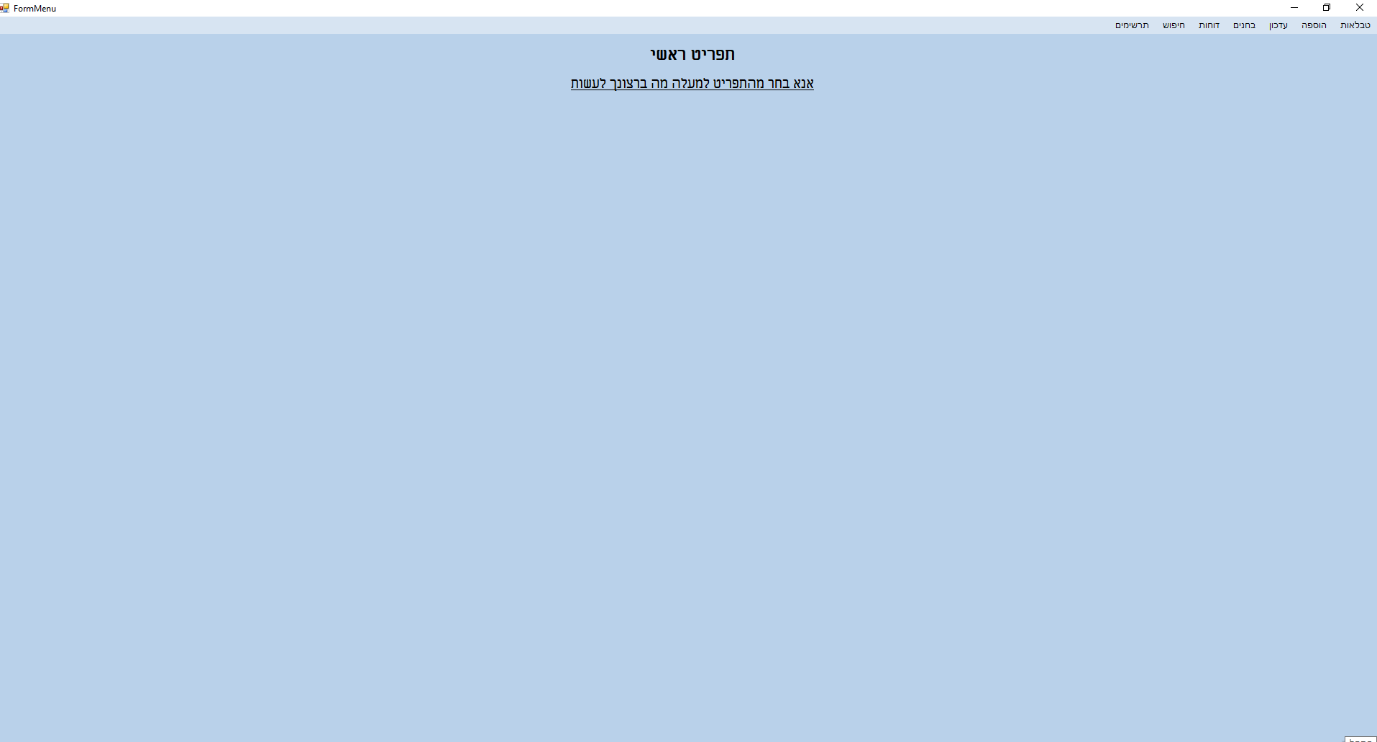 FormMenu
טבלאות הוספה עדכון בחנים דוחות חיפוש תרשימים
תפריט ראשי
אנא בחר מהתפריט למעלה מה ברצונך לעשות